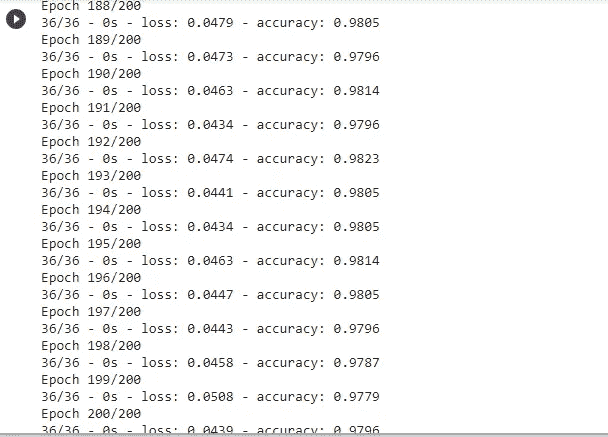 Epoch 188/200
36/36 - 0s - loss: 0.0479 - accuracy: 0.9805
Epoch 189/200
36/36 - 0s - loss: 0.0473 - accuracy: 0.9796
Epoch 190/200
36/36 - 0s - loss: 0.0463 - accuracy: 0.9814
Epoch 191/200
36/36 - 0s - loss: 0.0434 - accuracy: 0.9796
Epoch 192/200
36/36 - 0s - loss: 0.0474 - accuracy: 0.9823
Epoch 193/200
36/36 - 0s - loss: 0.0441 - accuracy: 0.9805
Epoch 194/200
36/36 - 0s - loss: 0.0434 - accuracy: 0.9805
Epoch 195/200
36/36 - 0s - loss: 0.0463 - accuracy: 0.9814
Epoch 196/200
36/36 - 0s - loss: 0.0447 - accuracy: 0.9805
Epoch 197/200
36/36 - 0s - loss: 0.0443 - accuracy: 0.9796
Epoch 198/200
36/36 - 0s - loss: 0.0458 - accuracy: 0.9787
Epoch 199/200
36/36 - 0s - loss: 0.0508 - accuracy: 0.9779
Epoch 200/200
36/36 - 0s - loss: 0.0439 - accuracy: 0.9796